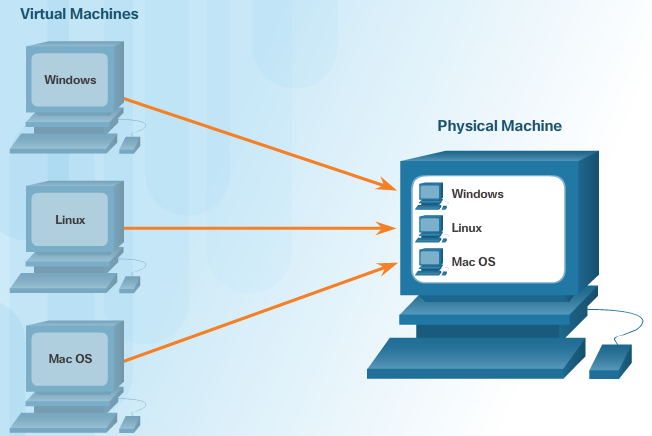 Virtual Machines
Windows
Linux
Mac OS
Physical Machine
Windows
Linux
Mac OS